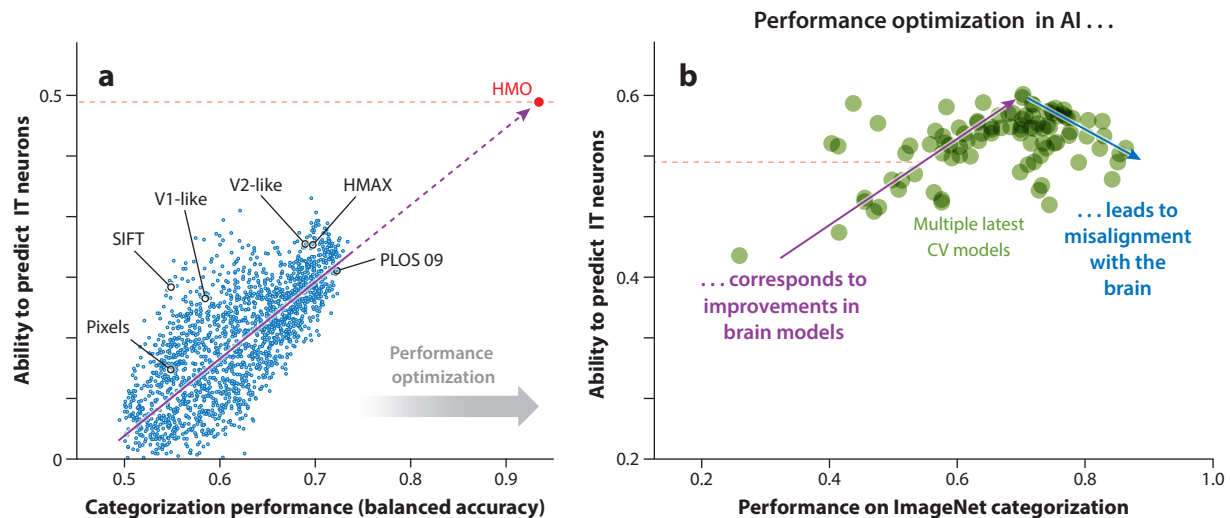 Performance optimization in AI . . .
a
Ability to predict IT neurons
0.5
0
HMO
V2-like
HMAX
V1-like
SIFT
PLOS 09
Pixels
Performance
optimization
0.5
0.6
0.7
0.8
0.9
Categorization performance (balanced accuracy)
b
Ability to predict IT neurons
0.6
0.4
0.2
Multiple latest
CV models
. . . corresponds to
improvements in
brain models
. . . leads to
misalignment
with the
brain
0.2
0.4
0.6
0.8
1.0
Performance on ImageNet categorization